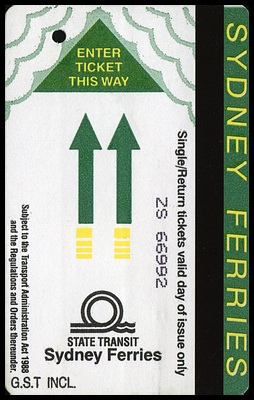 ENTER
TICKET
THIS WAY
SYDNEY FERRIES
Single/Return tickets valid day of issue only
ZS 66992
STATE TRANSIT
Sydney Ferries
Subject to the Transport Administration Act 1988
and the Regulations and Orders thereunder.
G.S.T INCL.